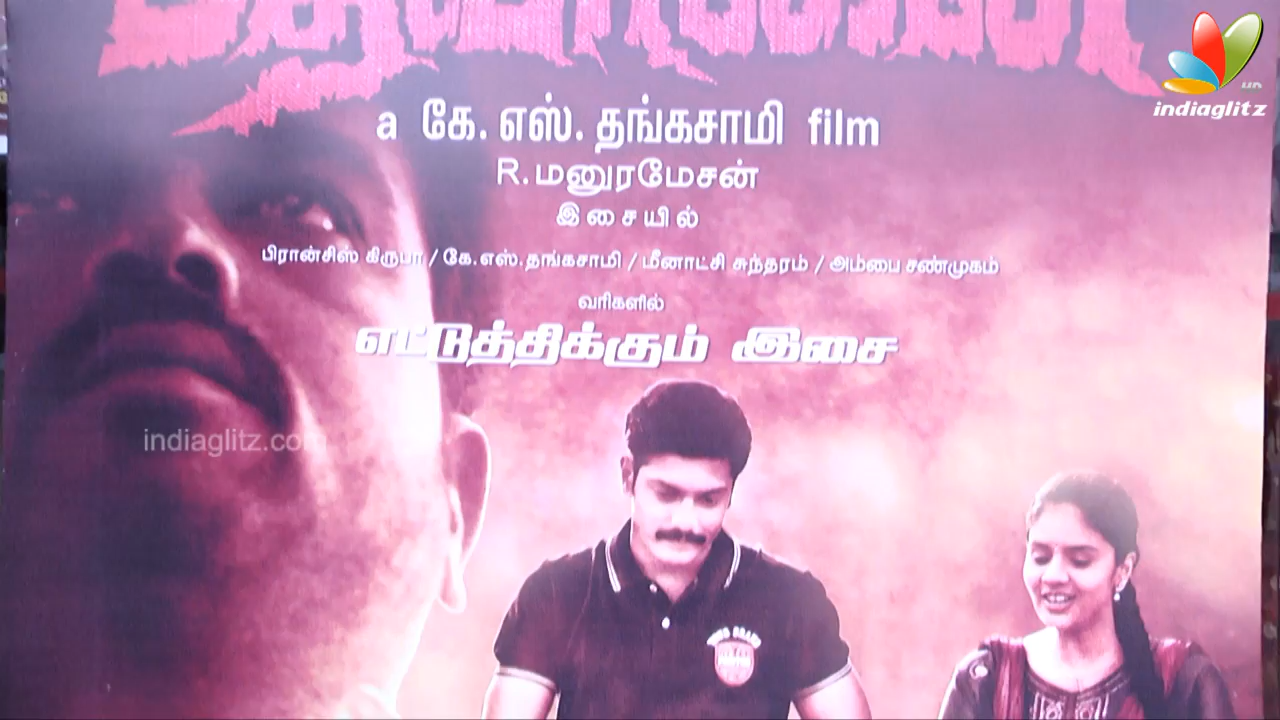 a கே. எஸ். தங்கசாமி film
R.மனுரமேசன்
இசையில்
பிரான்சிஸ் கிருபா / கே.எஸ்.தங்கசாமி / மீனாட்சி சுந்தரம் / அம்பை சண்முகம்
வரிகளில்
எட்டுத்திக்கும் இசை
indiaglitz
indiaglitz.com